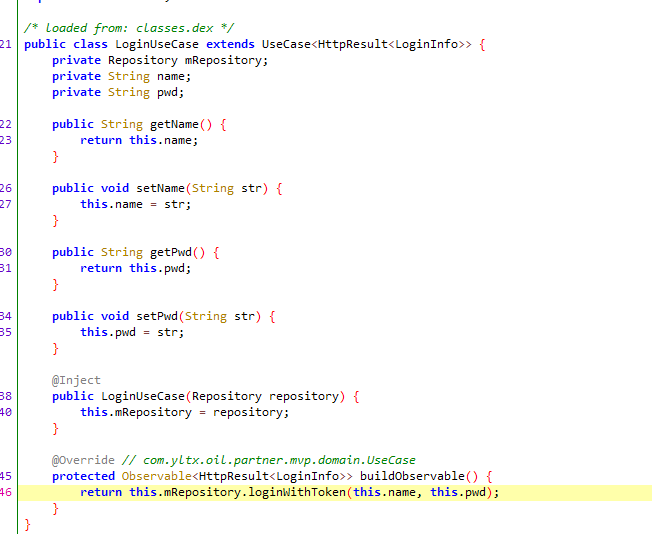 /* loaded from: classes.dex */
21 public class LoginUseCase extends UseCase<HttpResult<LoginInfo>> {
    private Repository mRepository;
    private String name;
    private String pwd;
22     public String getName() {
23         return this.name;
    }
26     public void setName(String str) {
27         this.name = str;
    }
30     public String getPwd() {
31         return this.pwd;
    }
34     public void setPwd(String str) {
35         this.pwd = str;
    }
    @Inject
38     public LoginUseCase(Repository repository) {
40         this.mRepository = repository;
    }
    @Override // com.yltx.oil.partner.mvp.domain.UseCase
45     protected Observable<HttpResult<LoginInfo>> buildObservable() {
46         return this.mRepository.loginWithToken(this.name, this.pwd);
    }
}